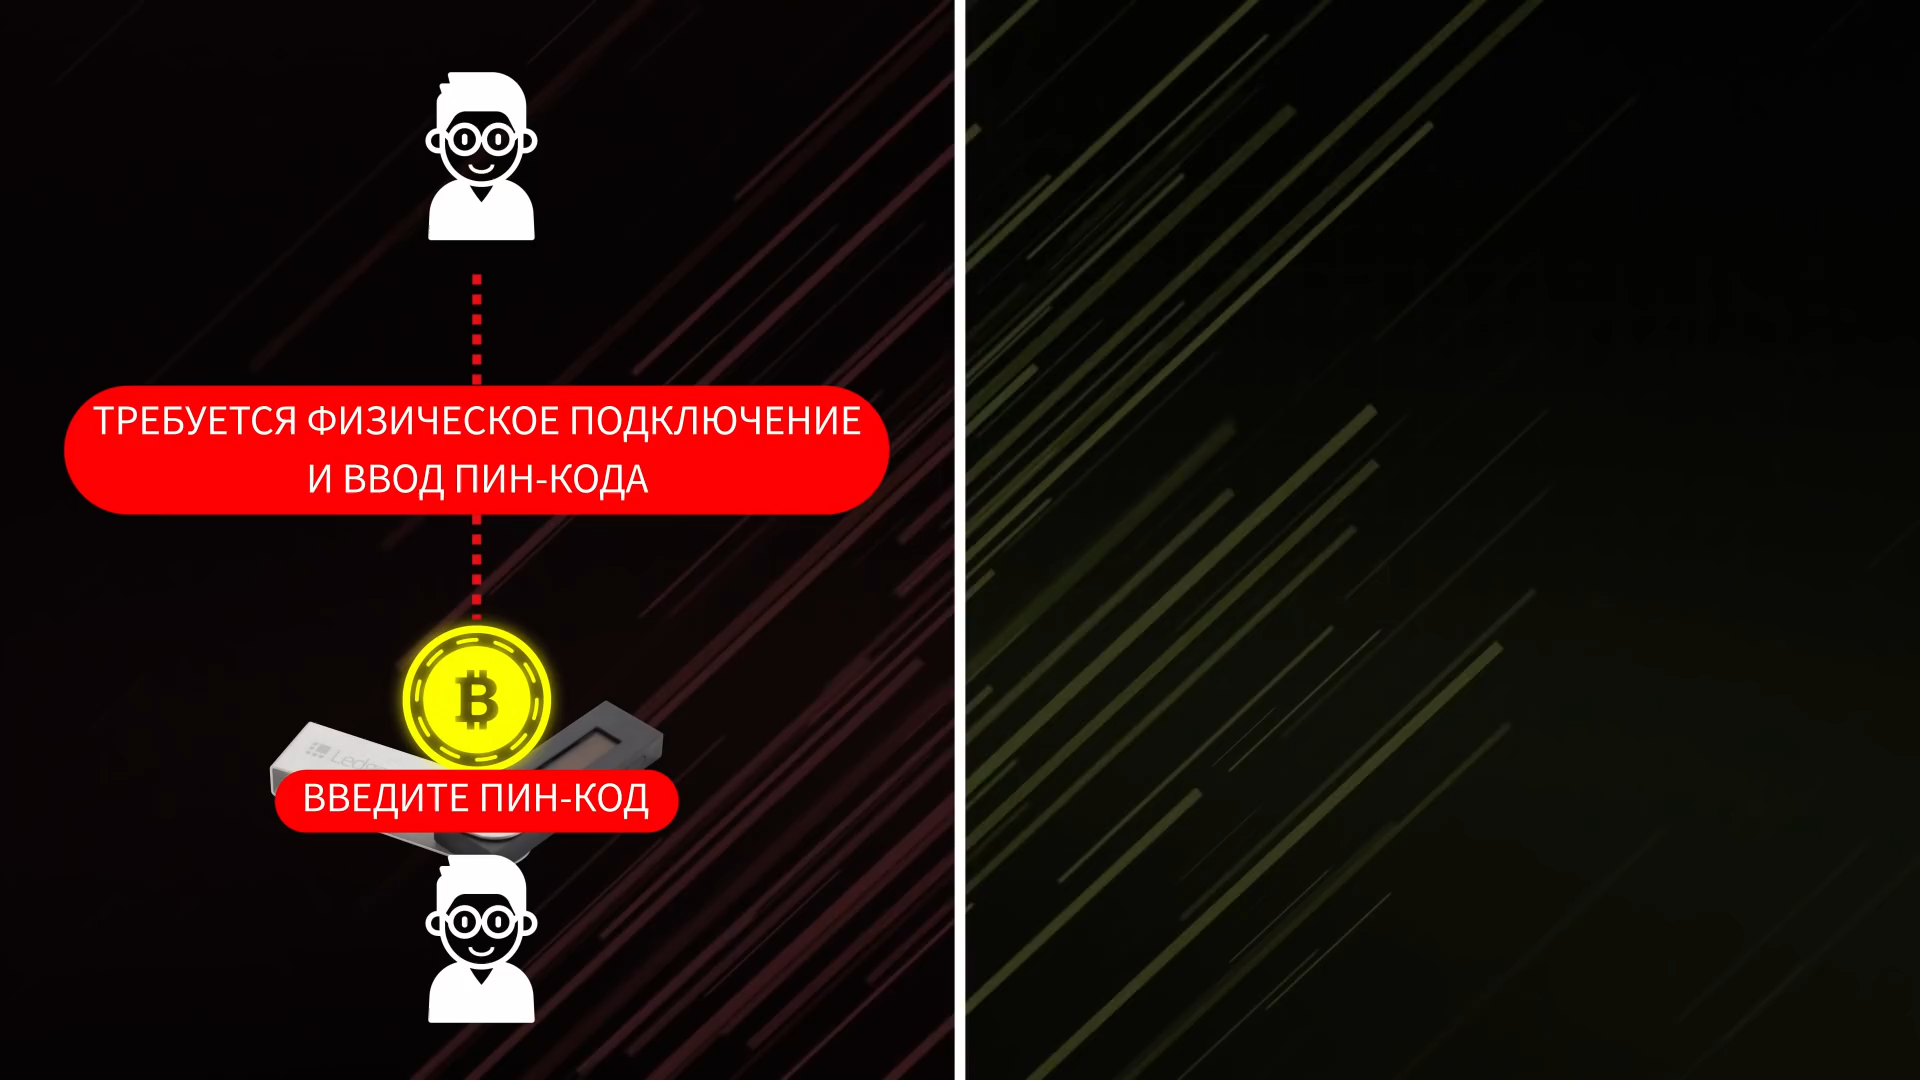 ТРЕБУЕТСЯ ФИЗИЧЕСКОЕ ПОДКЛЮЧЕНИЕ
И ВВОД ПИН-КОДА
ВВЕДИТЕ ПИН-КОД